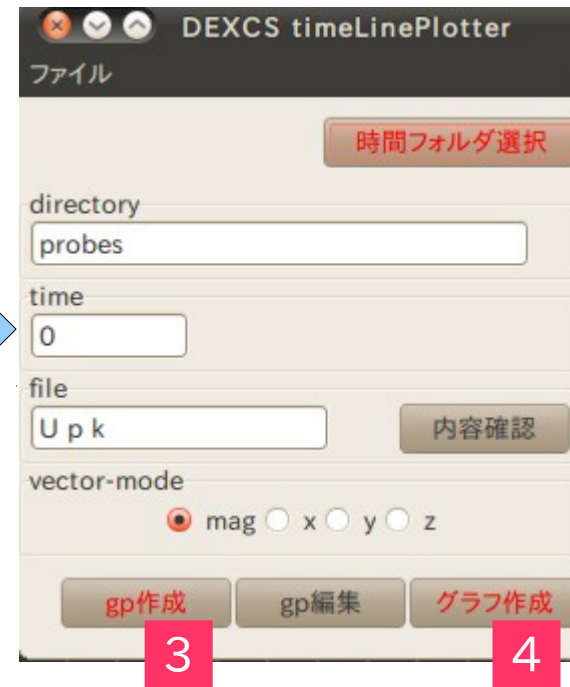 DEXCS timeLinePlotter
ファイル
時間フォルダ選択
directory
probes
time
0
file
U p k
内容確認
vector-mode
mag x y z
gp作成 gp編集 グラフ作成
3 4